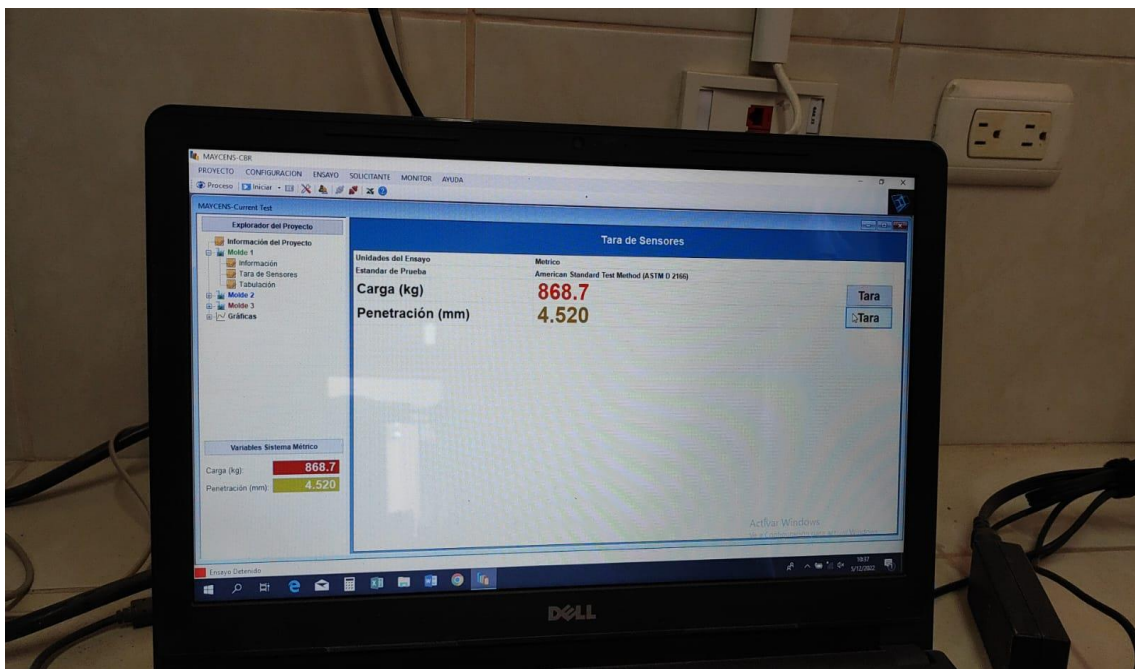 MAYCENS-CBR
PROYECTO CONFIGURACION ENSAYO SOLICITANTE MONITOR AYUDA
Proceso Iniciar
MAYCENS-Current Test
Explorador del Proyecto
Información del Proyecto
Molde 1
Información
Tara de Sensores
Tabulación
Molde 2
Molde 3
Gráficas
Tara de Sensores
Unidades del Ensayo Metrico
Estandar de Prueba American Standard Test Method (ASTM D 2166)
Carga (kg) 868.7 Tara
Penetración (mm) 4.520 Tara
Variables Sistema Métrico
Carga (kg): 868.7
Penetración (mm): 4.520
Activar Windows
Ensayo Detenido
10:37
5/12/2022
DELL